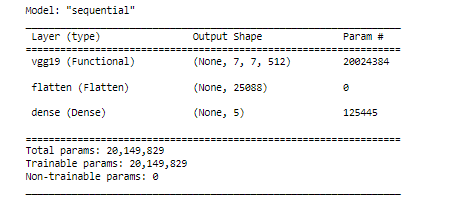 Model: "sequential"
Layer (type) Output Shape Param #
vgg19 (Functional) (None, 7, 7, 512) 20024384
flatten (Flatten) (None, 25088) 0
dense (Dense) (None, 5) 125445
Total params: 20,149,829
Trainable params: 20,149,829
Non-trainable params: 0